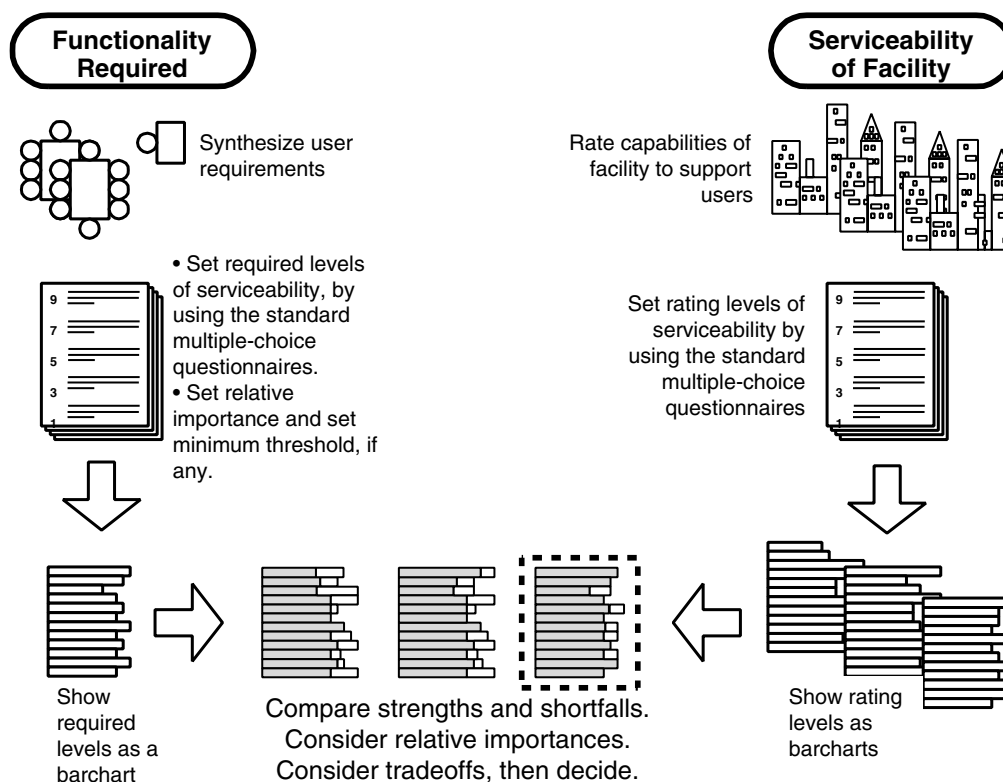 Functionality
Required
Synthesize user
requirements
• Set required levels
of serviceability, by
using the standard
multiple-choice
questionnaires.
• Set relative
importance and set
minimum threshold, if
any.
9
7
5
3
1
Show
required
levels as a
barchart
Compare strengths and shortfalls.
Consider relative importances.
Consider tradeoffs, then decide.
Serviceability
of Facility
Rate capabilities of
facility to support
users
Set rating levels of
serviceability by
using the standard
multiple-choice
questionnaires
9
7
5
3
1
Show rating
levels as
barcharts